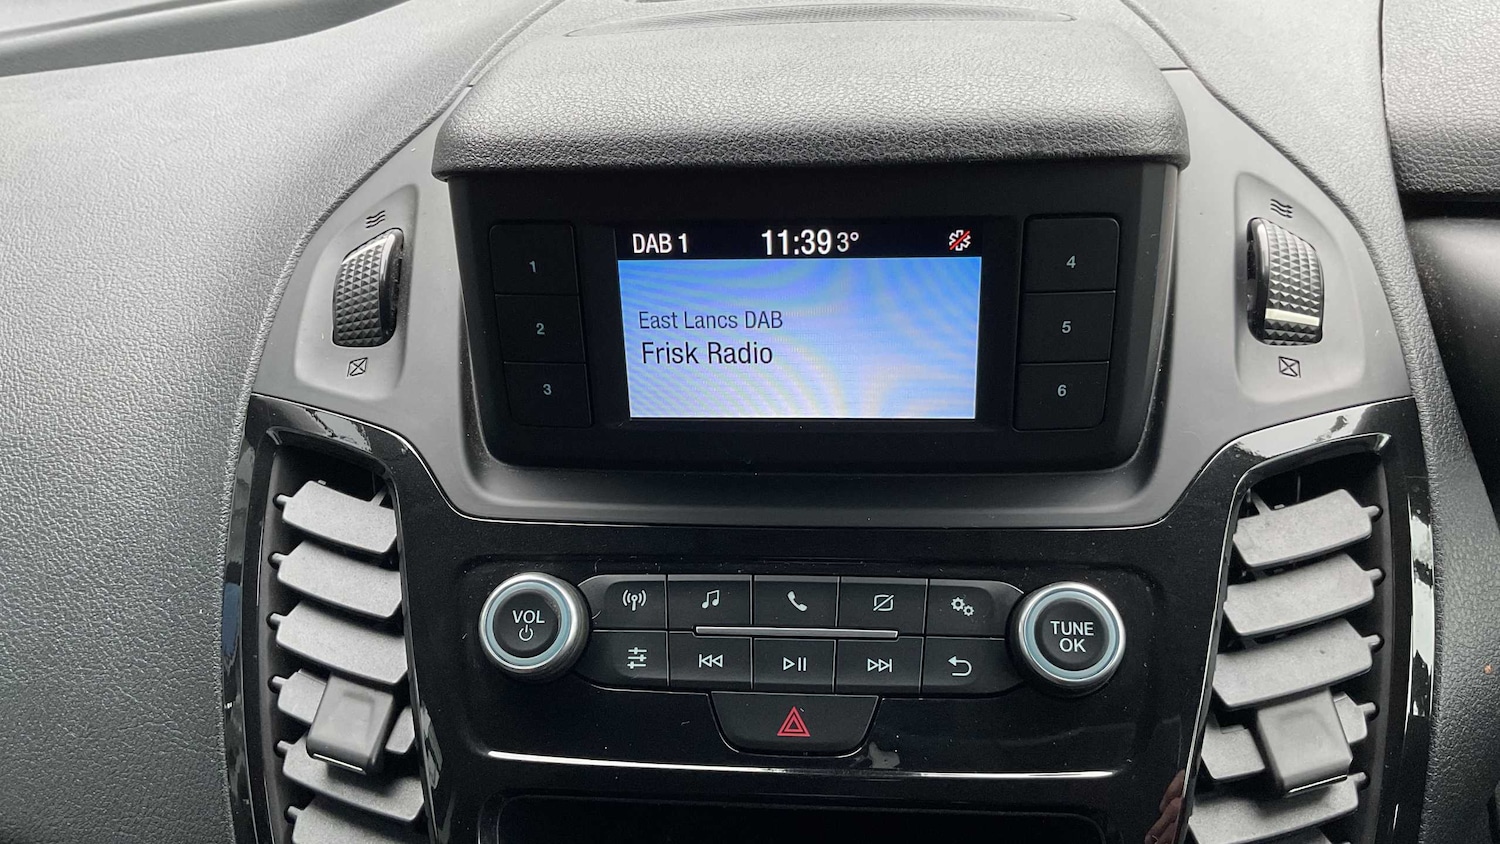 DAB 1 11:39 3°
East Lancs DAB
Frisk Radio
1
2
3
4
5
6
VOL
TUNE
OK